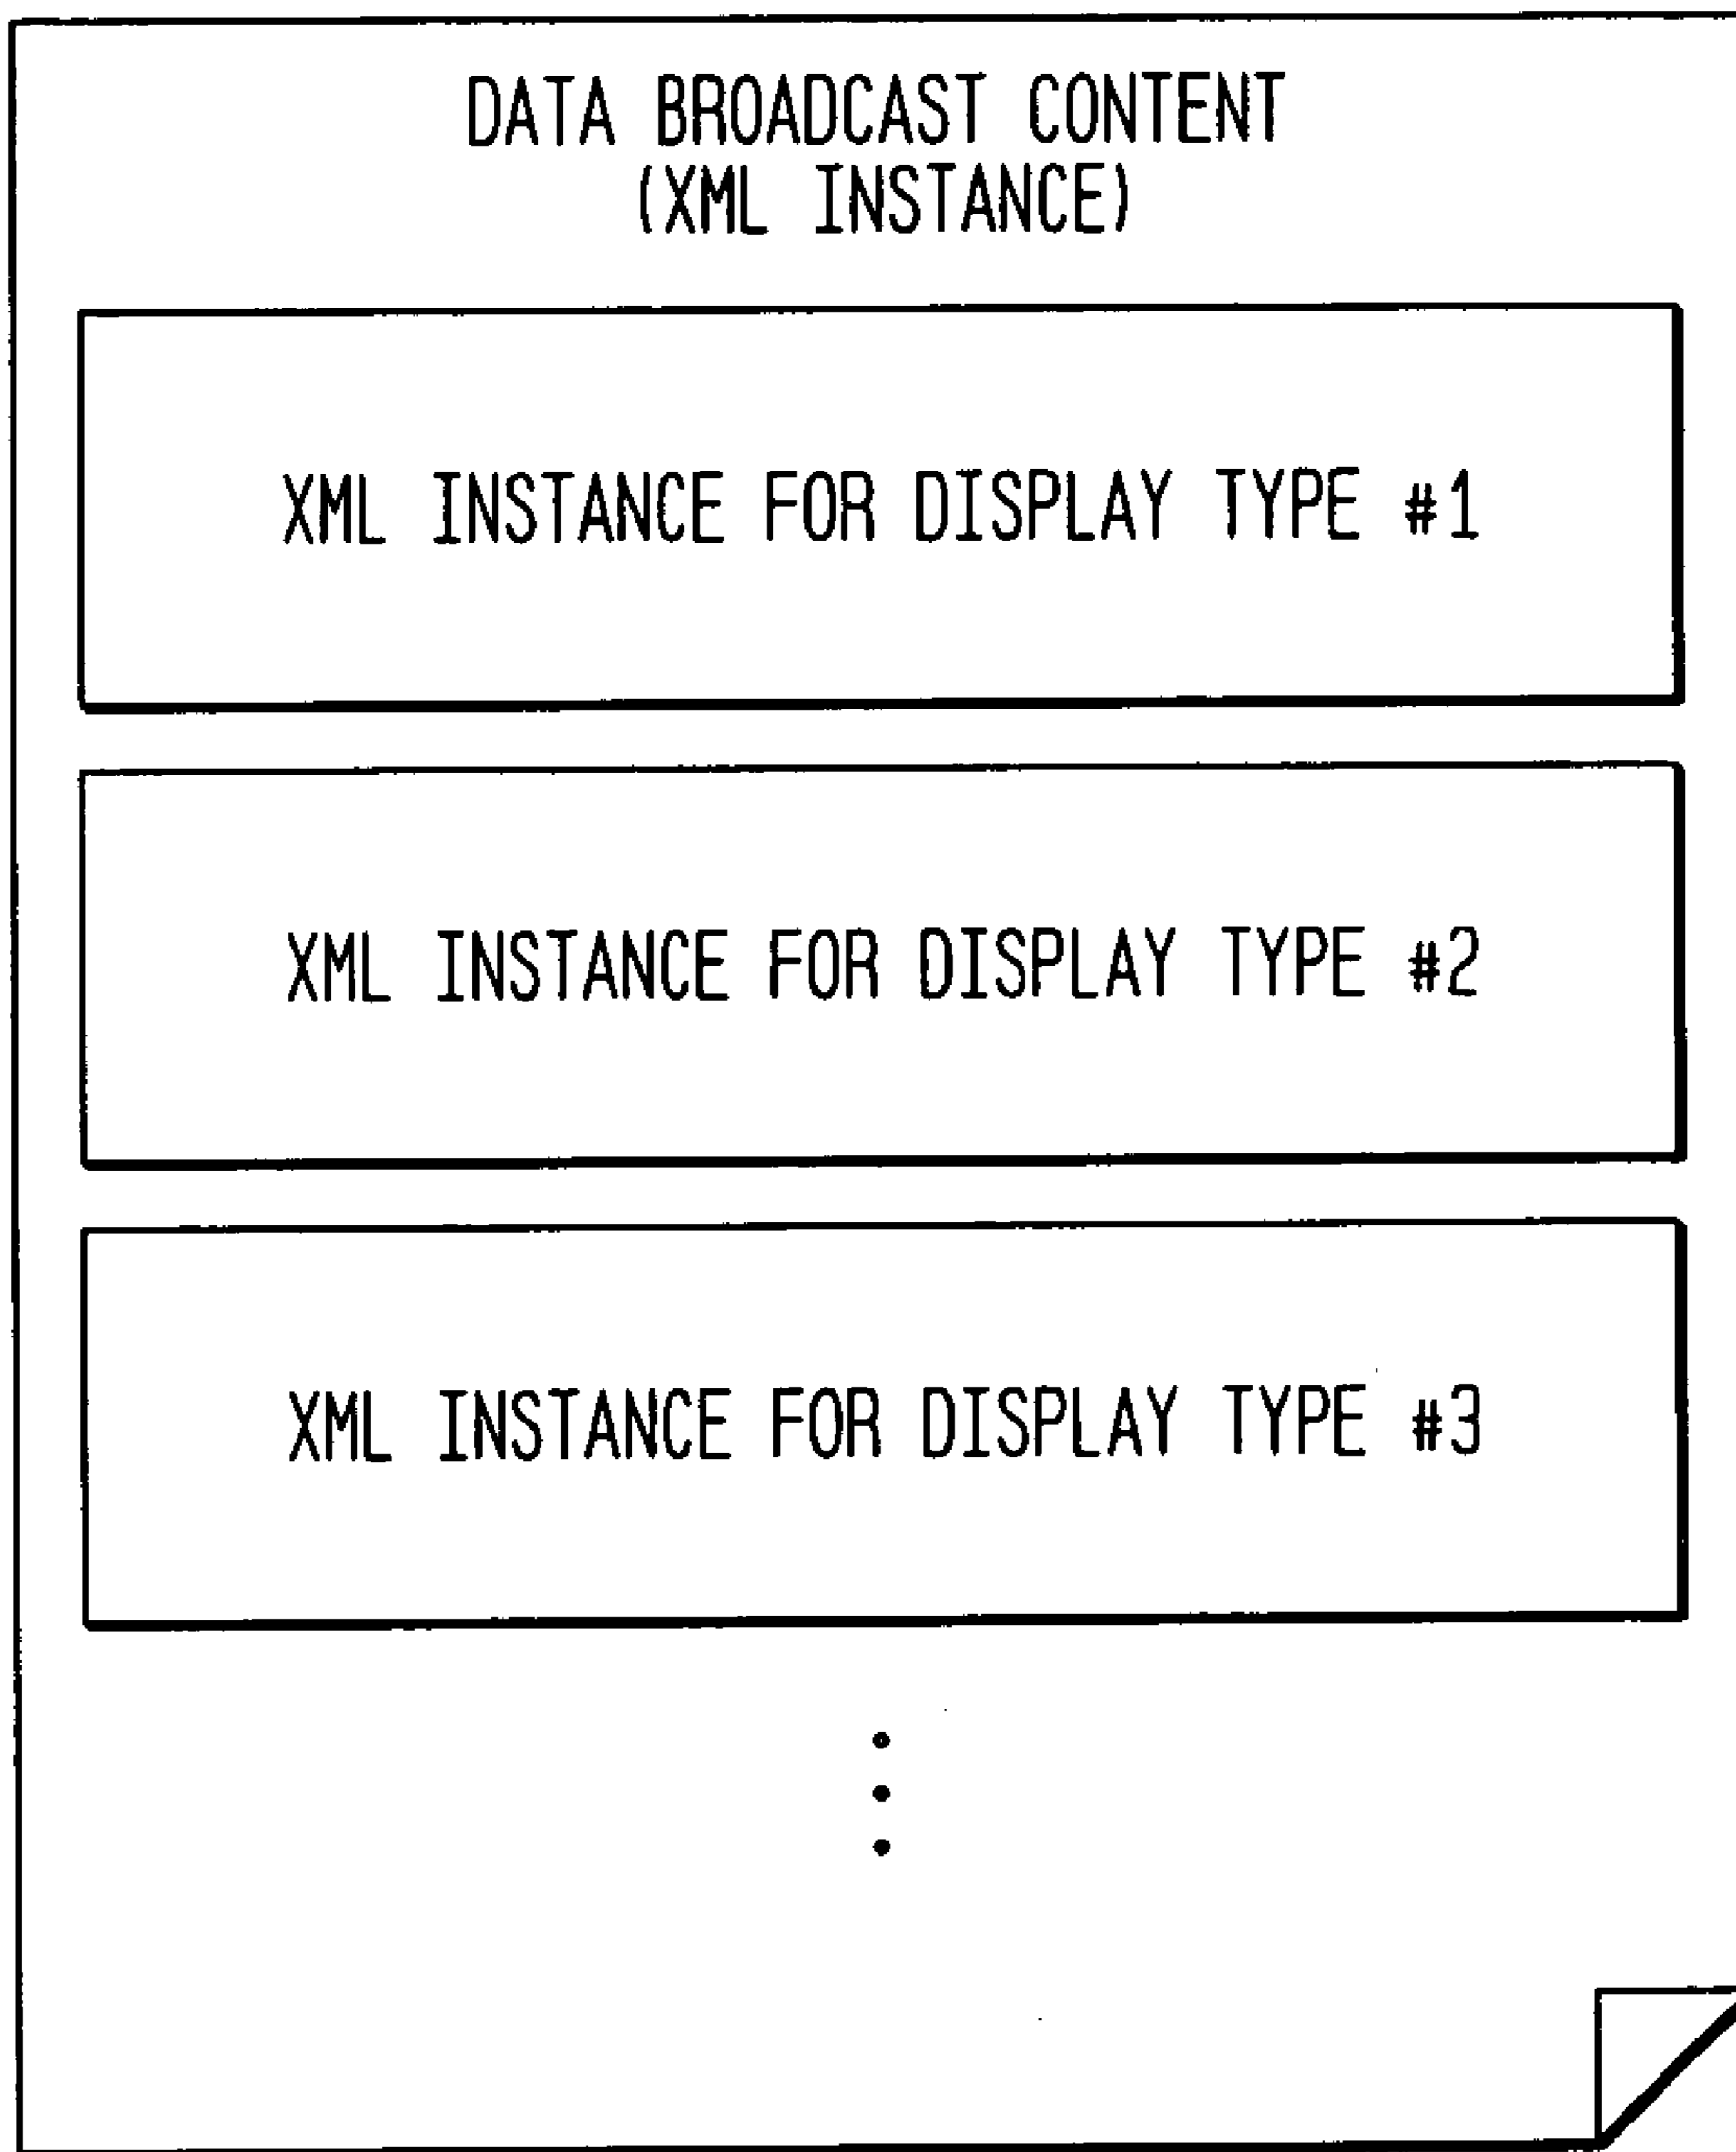 DATA BROADCAST CONTENT
(XML INSTANCE)
XML INSTANCE FOR DISPLAY TYPE #1
XML INSTANCE FOR DISPLAY TYPE #2
XML INSTANCE FOR DISPLAY TYPE #3